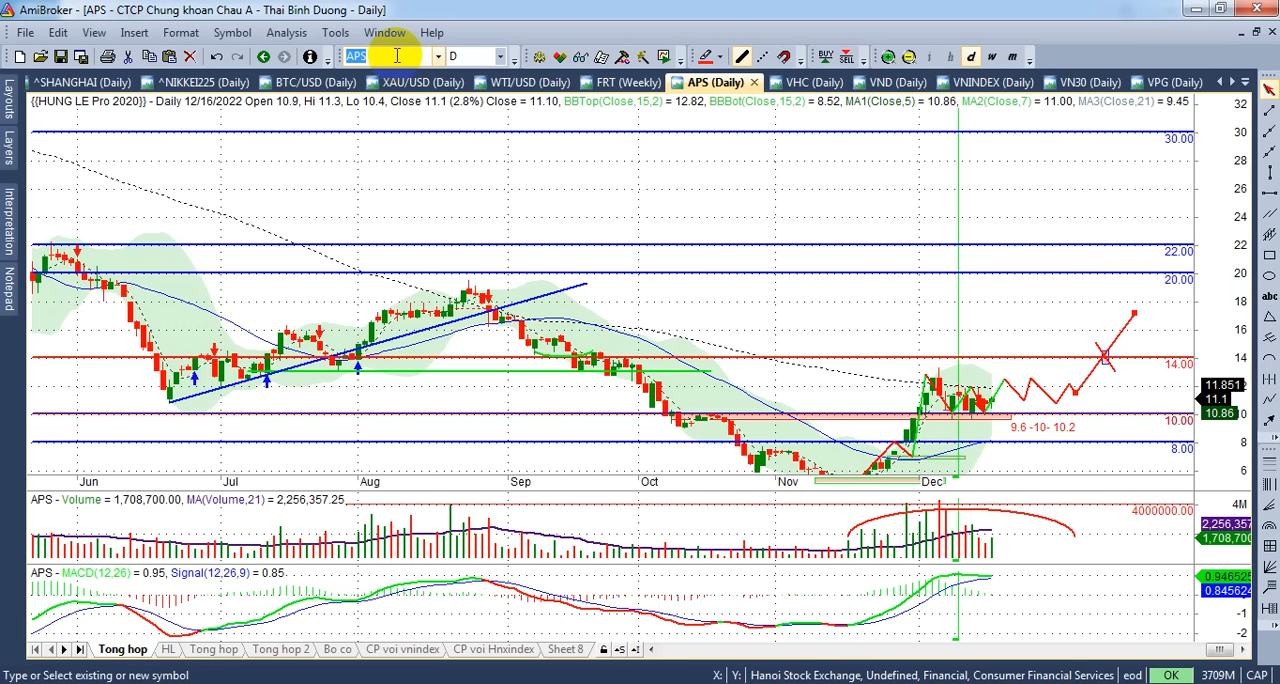 AmiBroker - [APS - CTCP Chung khoan Chau A - Thai Binh Duong - Daily]
File Edit View Insert Format Symbol Analysis Tools Window Help
APS D BUY SELL i h d w m
^SHANGHAI (Daily) ^NIKKEI225 (Daily) BTC/USD (Daily) XAU/USD (Daily) WTI/USD (Daily) FRT (Weekly) APS (Daily) VHC (Daily) VND (Daily) VNINDEX (Daily) VN30 (Daily) VPG (Daily)
Layouts
Layers
Interpretation
Notepad
{{HUNG LE Pro 2020}} - Daily 12/16/2022 Open 10.9, Hi 11.3, Lo 10.4, Close 11.1 (2.8%) Close = 11.10, BBTop(Close,15,2) = 12.82, BBBot(Close,15,2) = 8.52, MA1(Close,5) = 10.86, MA2(Close,7) = 11.00, MA3(Close,21) = 9.45
32
30
30.00
28
26
24
22
22.00
20
20.00
18
16
14
14.00
11.851
11.1
10.86
10.00
9.6 -10- 10.2
8
8.00
6
abc
Jun Jul Aug Sep Oct Nov Dec
APS - Volume = 1,708,700.00, MA(Volume,21) = 2,256,357.25
4M
4000000.00
2,256,357
1,708,700
APS - MACD(12,26) = 0.95, Signal(12,26,9) = 0.85
0.946525
0.845624
-1
-2
Tong hop HL Tong hop Tong hop 2 Bo co CP voi vnindex CP voi Hnxindex Sheet 8
Type or Select existing or new symbol X: Y: Hanoi Stock Exchange, Undefined, Financial, Consumer Financial Services eod OK 3709M CAP